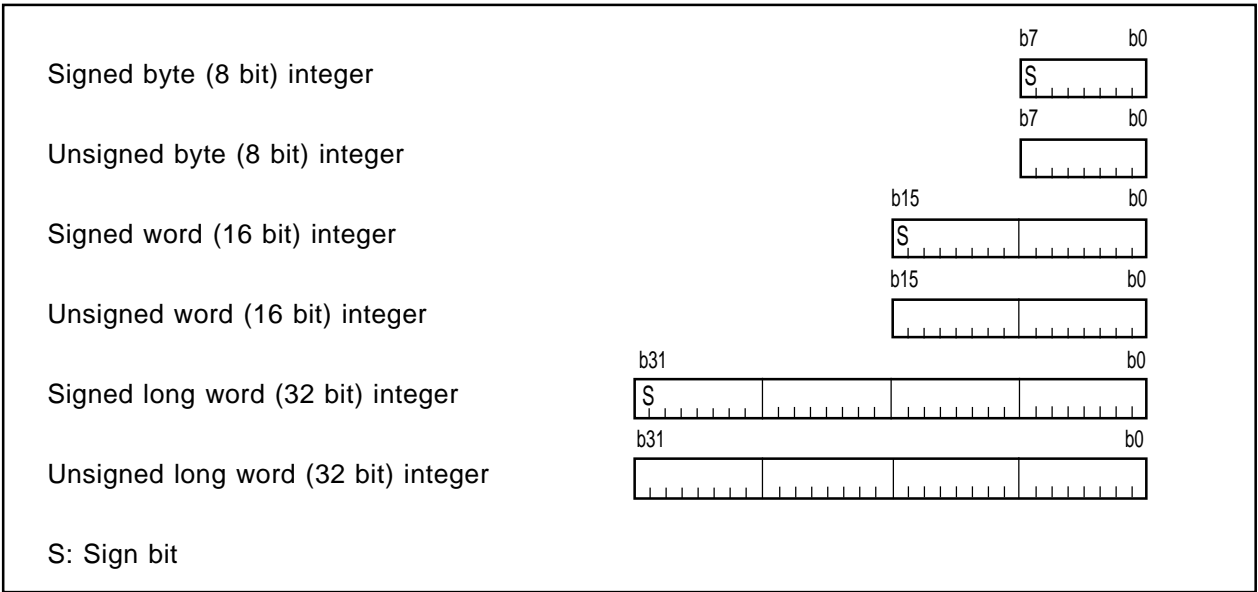 b7 b0
Signed byte (8 bit) integer
S
b7 b0
Unsigned byte (8 bit) integer
b15 b0
Signed word (16 bit) integer
S
b15 b0
Unsigned word (16 bit) integer
b31 b0
Signed long word (32 bit) integer
S
b31 b0
Unsigned long word (32 bit) integer
S: Sign bit